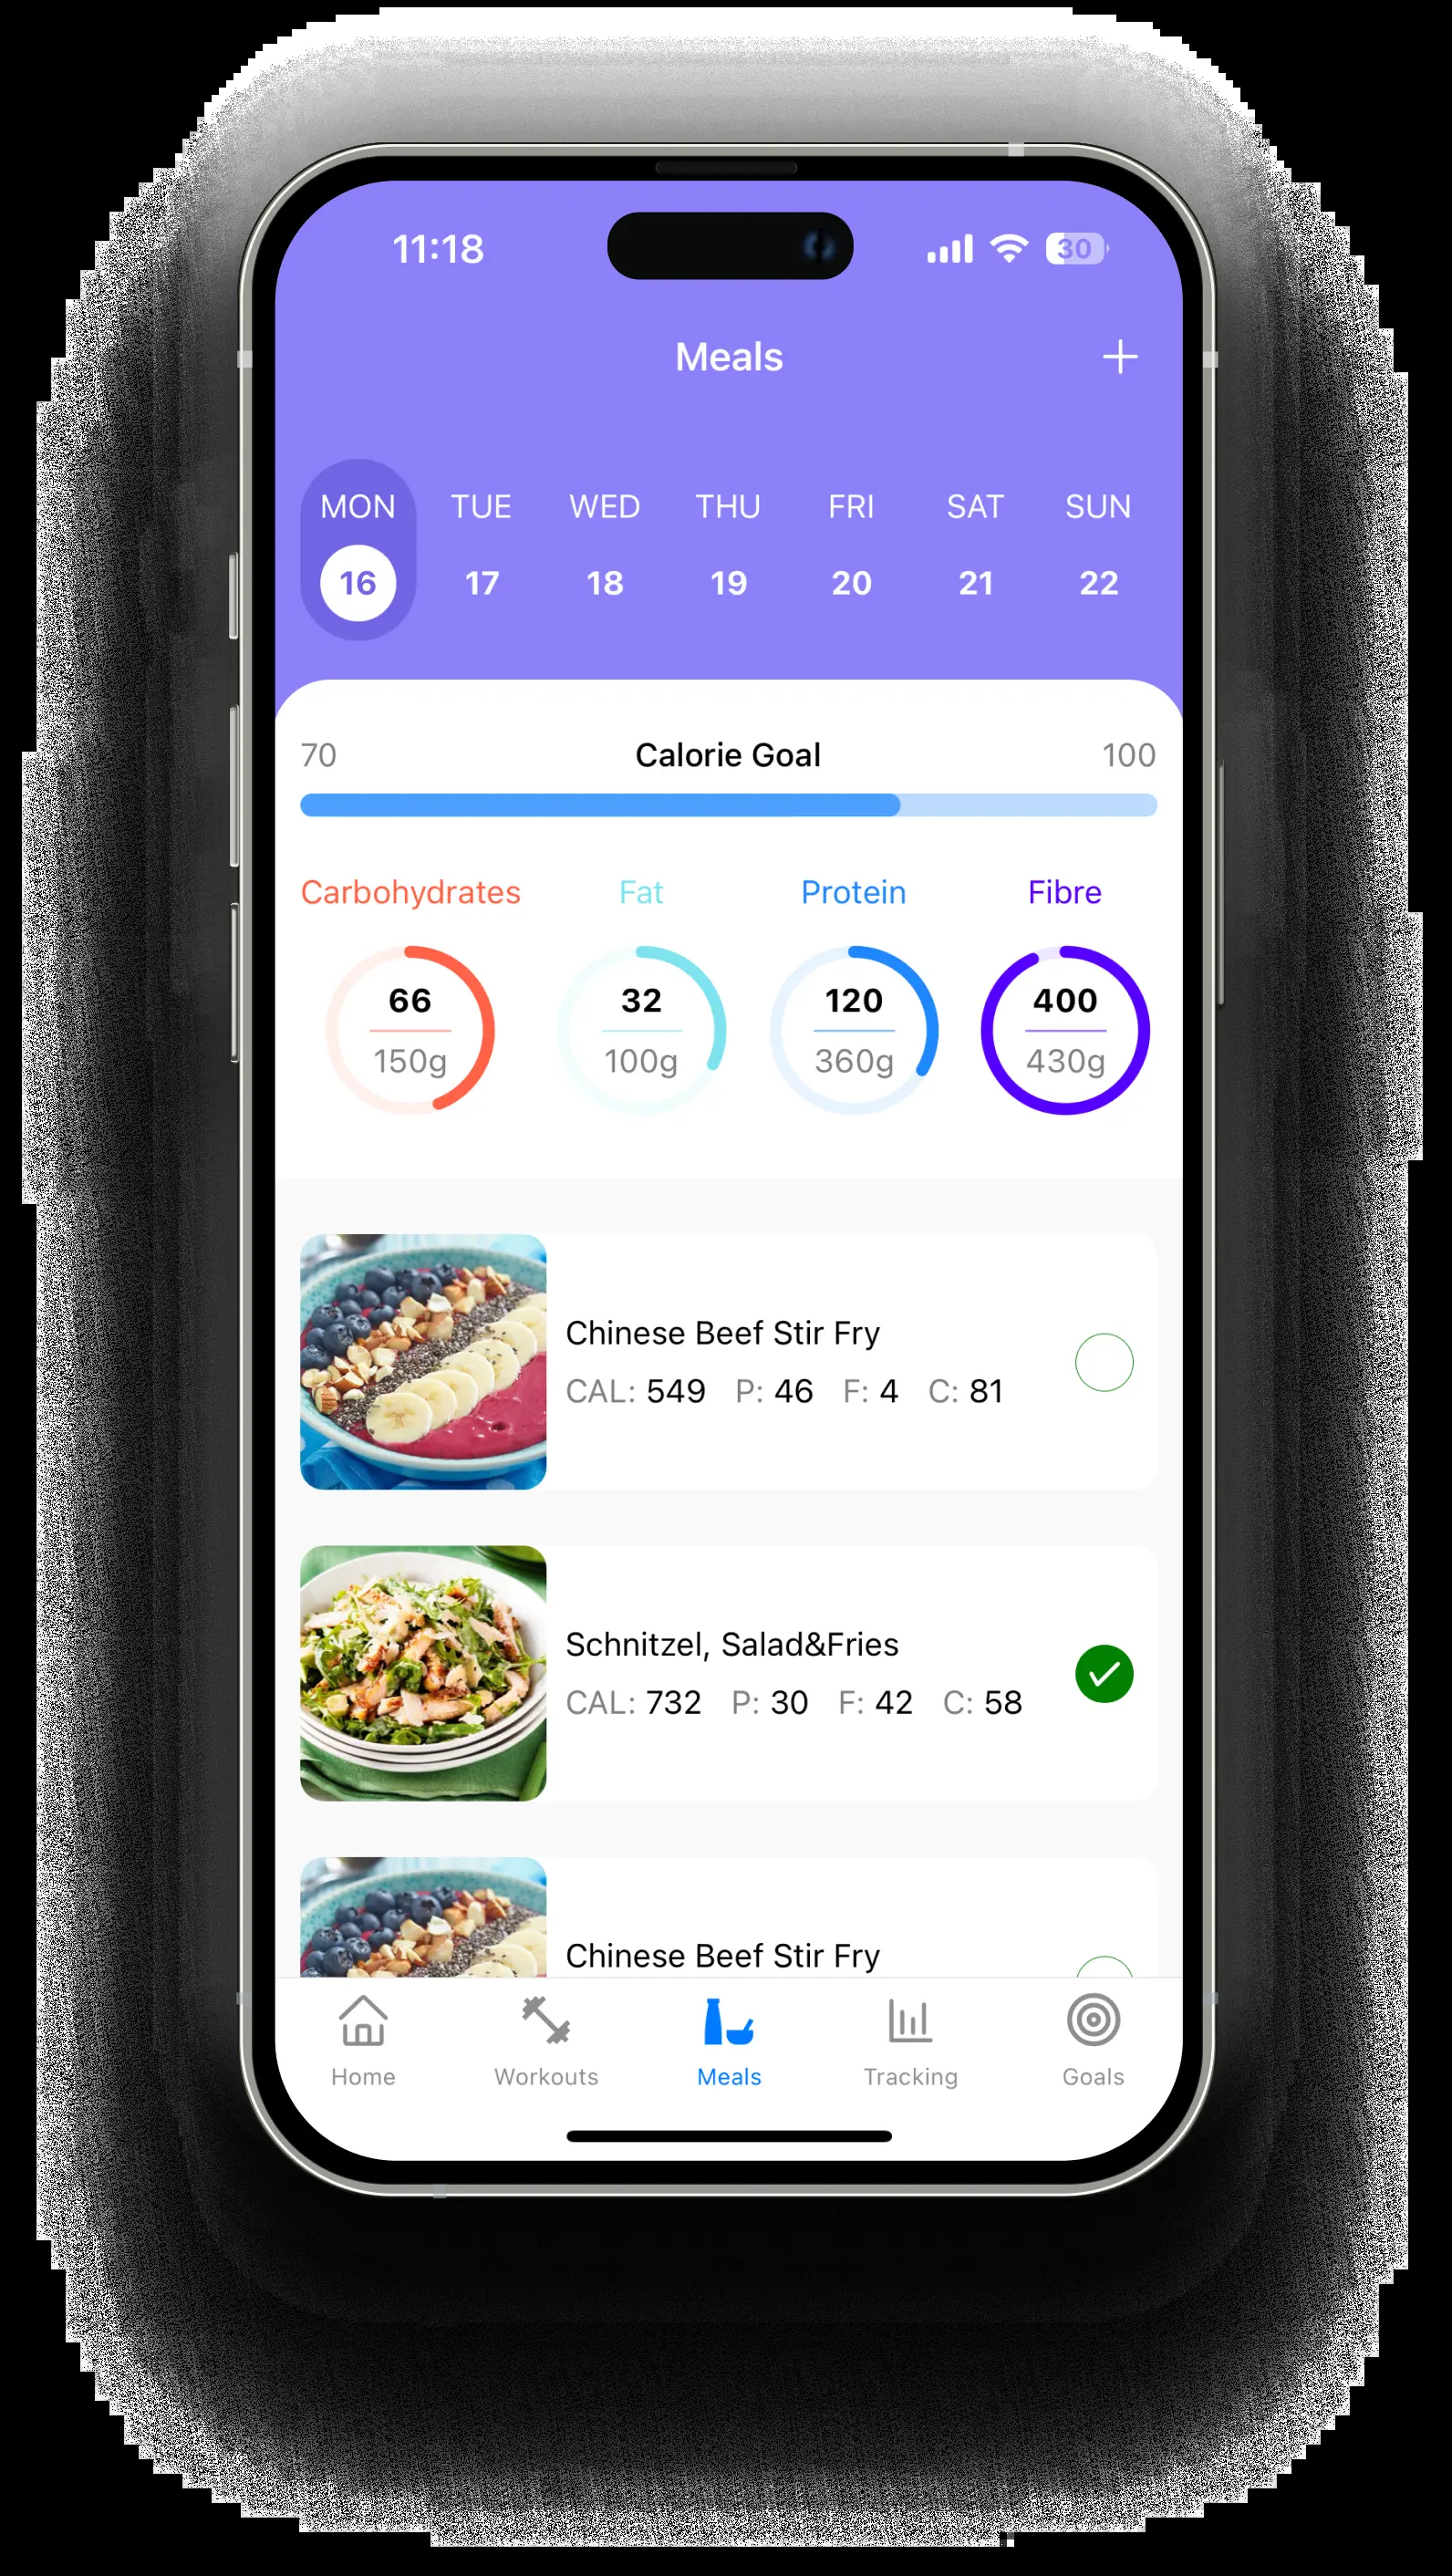 11:18 30
Meals
MON TUE WED THU FRI SAT SUN
16 17 18 19 20 21 22
70 Calorie Goal 100
Carbohydrates Fat Protein Fibre
66 32 120 400
150g 100g 360g 430g
Chinese Beef Stir Fry
CAL: 549 P: 46 F: 4 C: 81
Schnitzel, Salad&Fries
CAL: 732 P: 30 F: 42 C: 58
Chinese Beef Stir Fry
Home Workouts Meals Tracking Goals